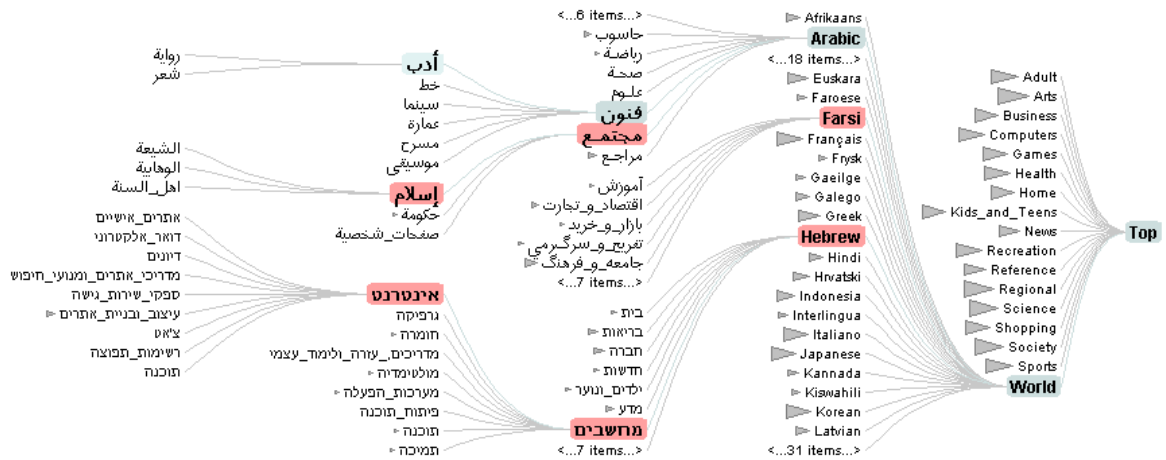 Top
Adult
Arts
Business
Computers
Games
Health
Home
Kids_and_Teens
News
Recreation
Reference
Regional
Science
Shopping
Society
Sports
World
Afrikaans
Arabic
<...18 items...>
Euskara
Faroese
Farsi
Français
Frysk
Gaeilge
Galego
Greek
Hebrew
Hindi
Hrvatski
Indonesia
Interlingua
Italiano
Japanese
Kannada
Kiswahili
Korean
Latvian
<...31 items...>
<...6 items...>
حاسوب
رياضة
صحة
علوم
فنون
مجتمع
مراجع
آموزش
اقتصاد_و_تجارت
بازار_و_خرید
تفریح_و_سرگرمي
جامعه_و_فرهنگ
<...7 items...>
בית
בריאות
חברה
חדשות
ילדים_ונוער
מדע
מחשבים
<...7 items...>
أدب
خط
سينما
عمارة
مسرح
موسيقى
إسلام
حكومة
صفحات_شخصية
אינטרנט
גרפיקה
חומרה
מדריכים,_עזרה_ולימוד_עצמי
מולטימדיה
מערכות_הפעלה
פיתוח_תוכנה
תוכנה
תמיכה
رواية
شعر
الشيعة
الوهابية
اهل_السنة
אתרים_אישיים
דואר_אלקטרוני
דיונים
מדריכי_אתרים_ומנועי_חיפוש
ספקי_שירות_גישה
עיצוב_ובניית_אתרים
צ'אט
רשימות_תפוצה
תוכנה